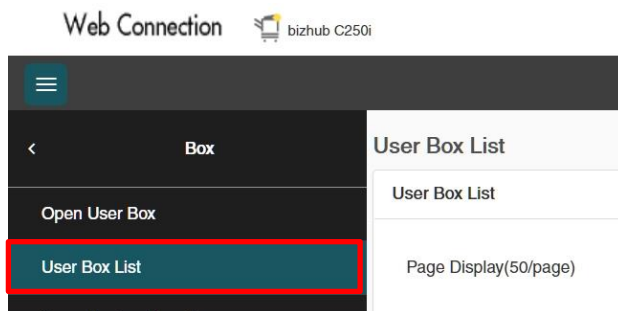 Web Connection
bizhub C250i
Box
Open User Box
User Box List
User Box List
User Box List
Page Display(50/page)